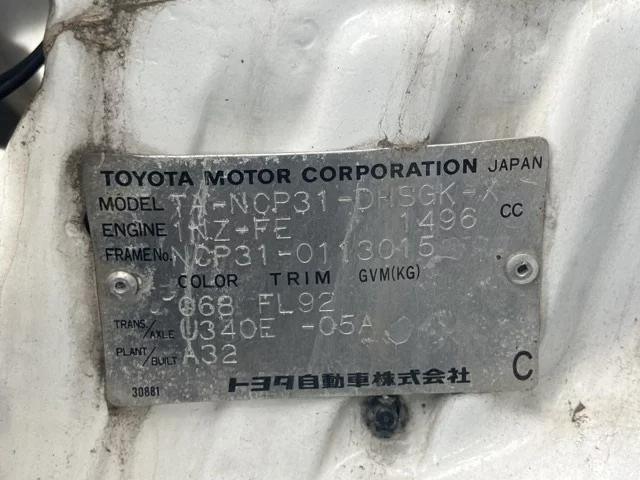 TOYOTA MOTOR CORPORATION JAPAN
MODEL TA-NCP31-DHSGK-X
ENGINE 1NZ-FE 1496 CC
FRAME No. NCP31-0113015
COLOR TRIM GVM(KG)
068 FL92
TRANS./AXLE U340E -05A
PLANT/BUILT A32
30881 トヨタ自動車株式会社 C